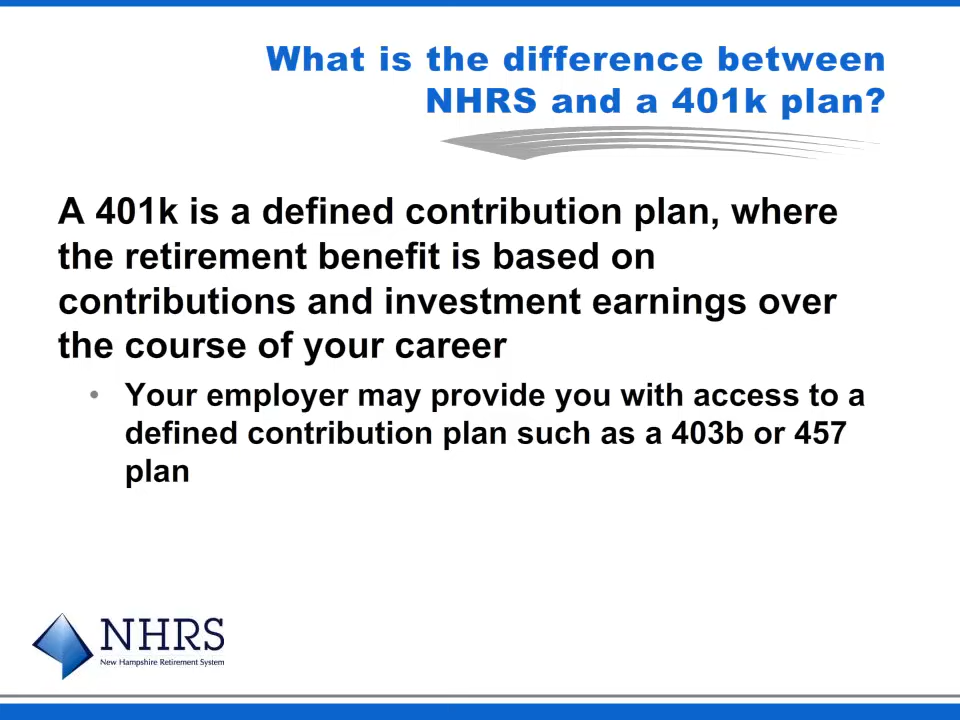 What is the difference between
NHRS and a 401k plan?
A 401k is a defined contribution plan, where
the retirement benefit is based on
contributions and investment earnings over
the course of your career
• Your employer may provide you with access to a
defined contribution plan such as a 403b or 457
plan
NHRS
New Hampshire Retirement System